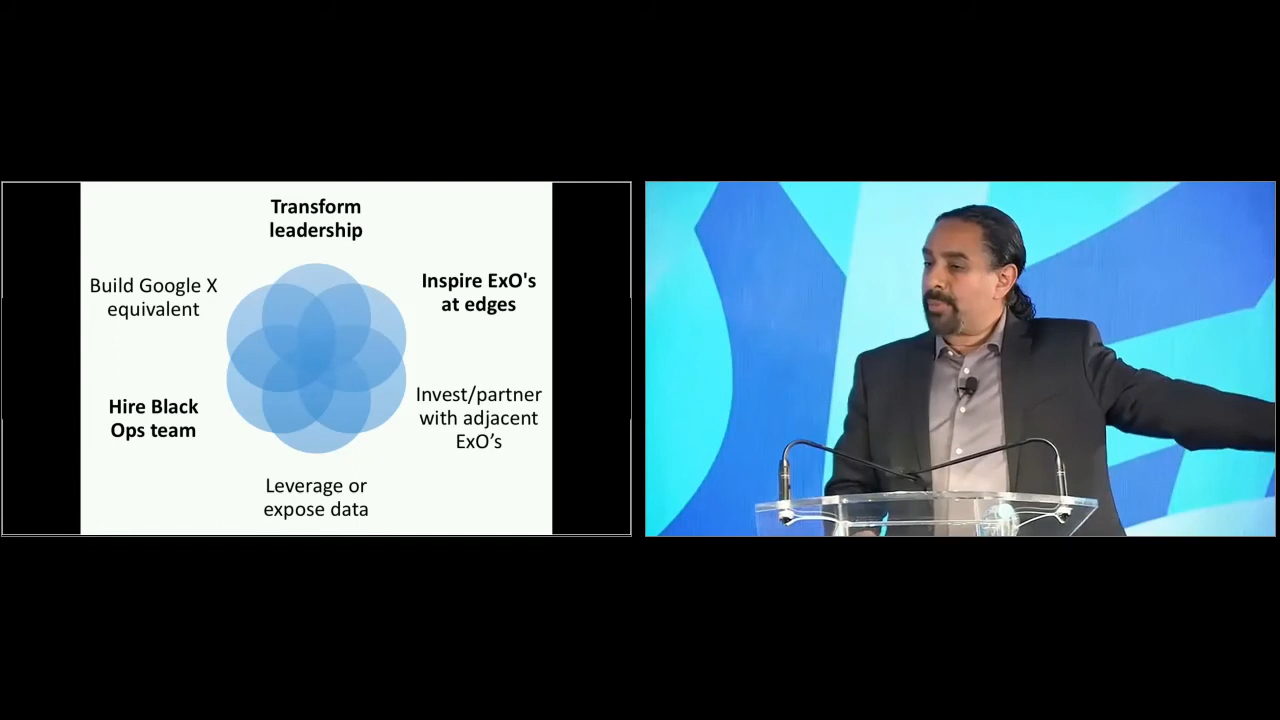 Transform
leadership
Build Google X
equivalent
Inspire ExO's
at edges
Hire Black
Ops team
Invest/partner
with adjacent
ExO’s
Leverage or
expose data